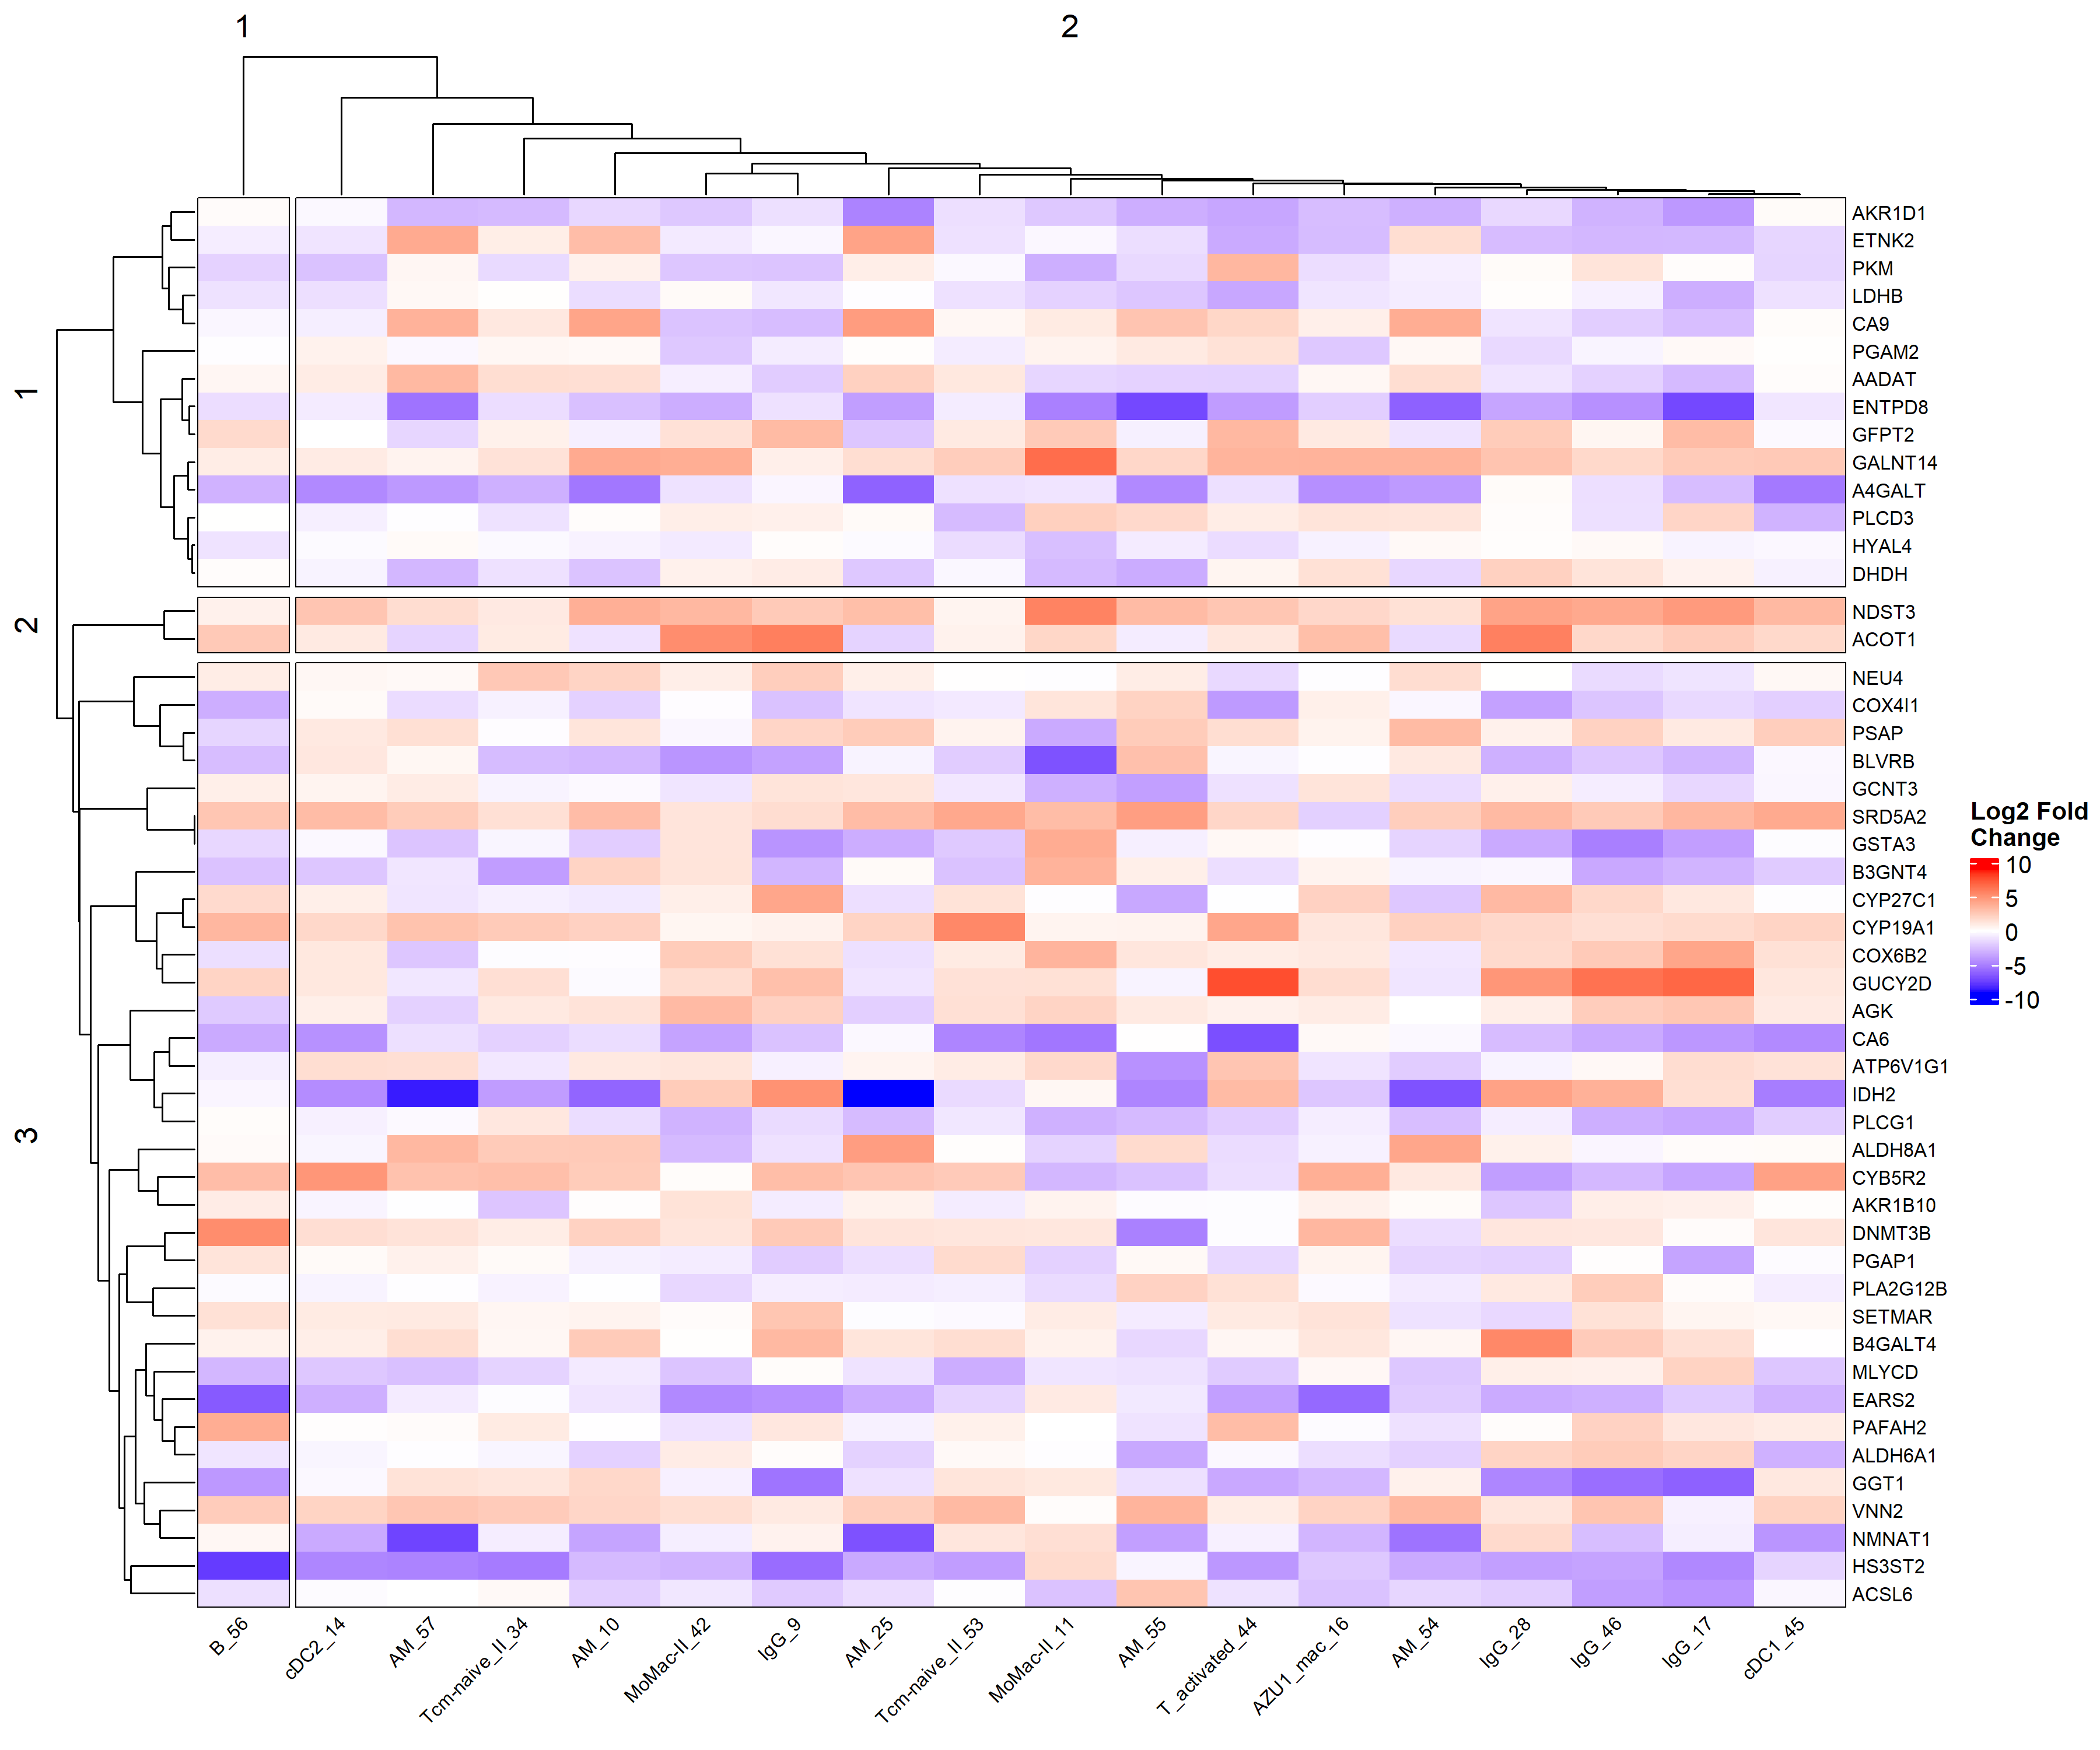 1
2
1
2
3
AKR1D1
ETNK2
PKM
LDHB
CA9
PGAM2
AADAT
ENTPD8
GFPT2
GALNT14
A4GALT
PLCD3
HYAL4
DHDH
NDST3
ACOT1
NEU4
COX4I1
PSAP
BLVRB
GCNT3
SRD5A2
GSTA3
B3GNT4
CYP27C1
CYP19A1
COX6B2
GUCY2D
AGK
CA6
ATP6V1G1
IDH2
PLCG1
ALDH8A1
CYB5R2
AKR1B10
DNMT3B
PGAP1
PLA2G12B
SETMAR
B4GALT4
MLYCD
EARS2
PAFAH2
ALDH6A1
GGT1
VNN2
NMNAT1
HS3ST2
ACSL6
B_56
cDC2_14
AM_57
Tcm-naive_II_34
AM_10
MoMac-II_42
IgG_9
AM_25
Tcm-naive_II_53
MoMac-II_11
AM_55
T_activated_44
AZU1_mac_16
AM_54
IgG_28
IgG_46
IgG_17
cDC1_45
Log2 Fold
Change
10
5
0
-5
-10